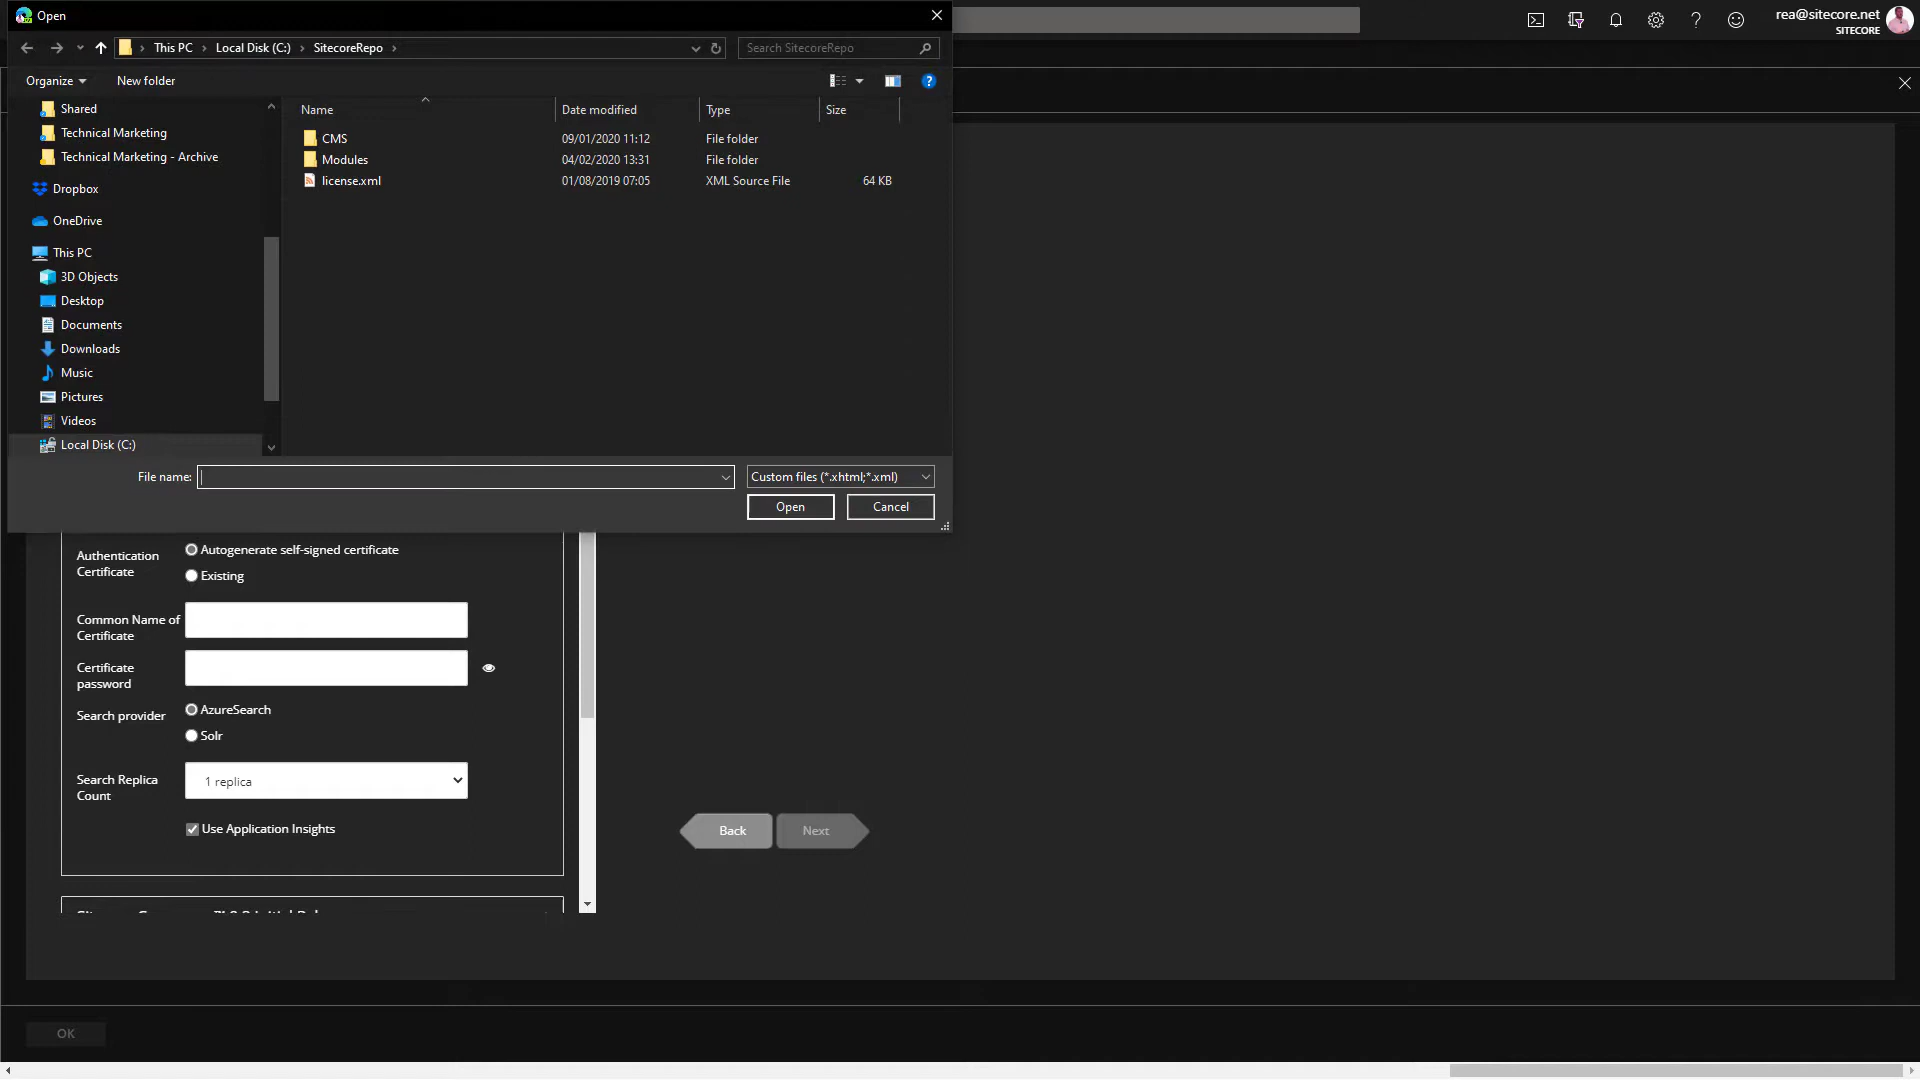 Open
rea@sitecore.net
SITECORE
This PC
Local Disk (C:)
SitecoreRepo
Search SitecoreRepo
Organize
New folder
Name
Date modified
Type
Size
Shared
Technical Marketing
Technical Marketing - Archive
Dropbox
OneDrive
This PC
3D Objects
Desktop
Documents
Downloads
Music
Pictures
Videos
Local Disk (C:)
CMS 09/01/2020 11:12 File folder
Modules 04/02/2020 13:31 File folder
license.xml 01/08/2019 07:05 XML Source File 64 KB
File name:
Custom files (*.xhtml;*.xml)
Open
Cancel
Authentication
Certificate
Autogenerate self-signed certificate
Existing
Common Name of
Certificate
Certificate
password
Search provider
AzureSearch
Solr
Search Replica
Count
1 replica
Use Application Insights
Back
Next
OK